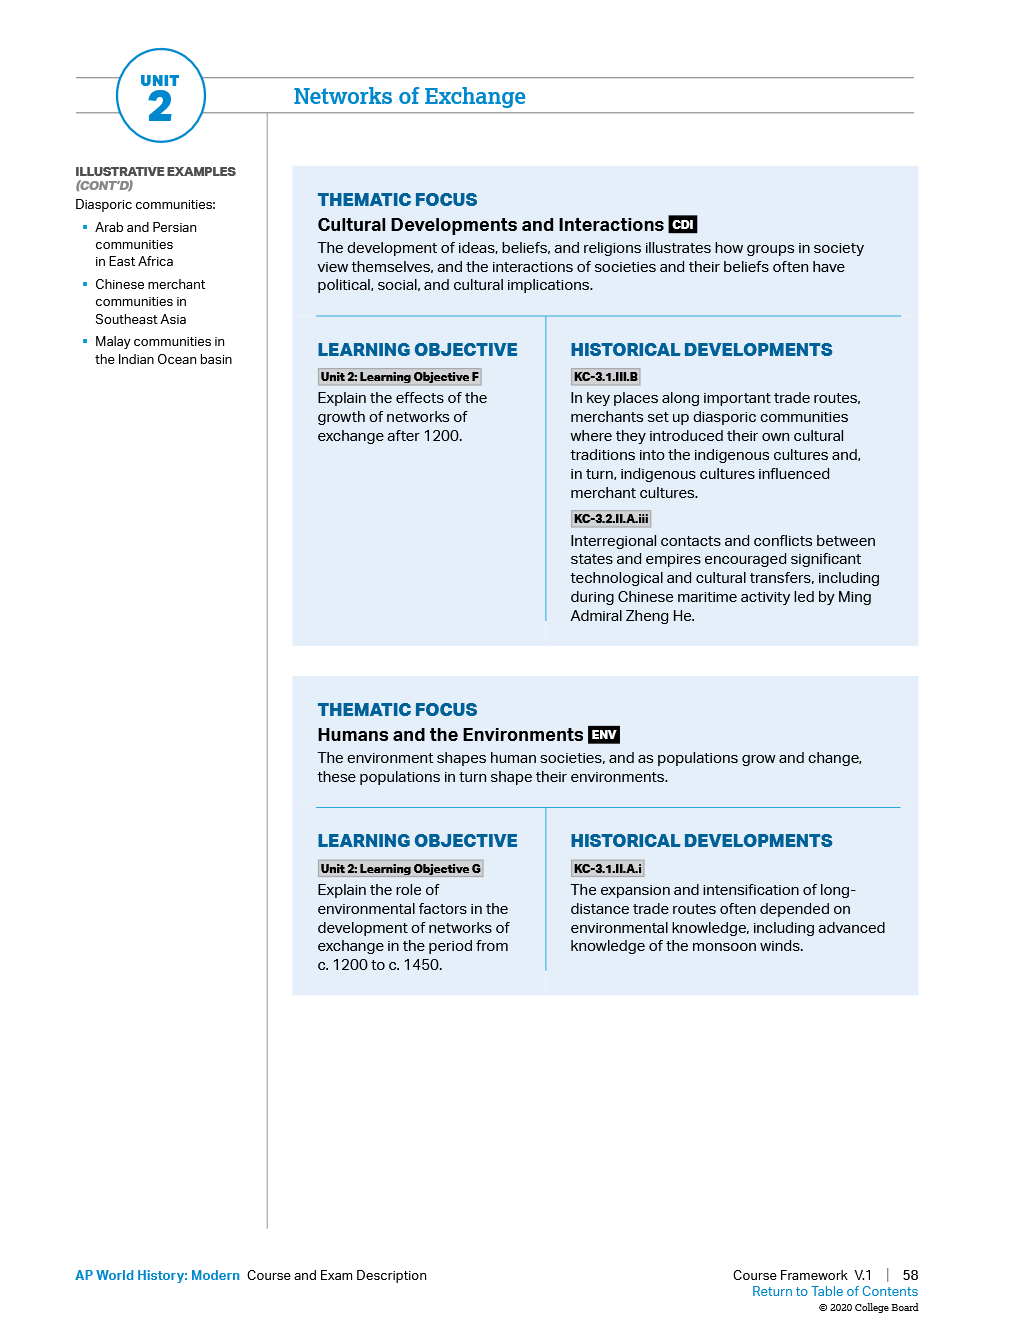 UNIT
2
Networks of Exchange
ILLUSTRATIVE EXAMPLES
(CONT'D)
Diasporic communities:
▪ Arab and Persian
communities
in East Africa
▪ Chinese merchant
communities in
Southeast Asia
▪ Malay communities in
the Indian Ocean basin
THEMATIC FOCUS
Cultural Developments and Interactions CDI
The development of ideas, beliefs, and religions illustrates how groups in society
view themselves, and the interactions of societies and their beliefs often have
political, social, and cultural implications.
LEARNING OBJECTIVE
Unit 2: Learning Objective F
Explain the effects of the
growth of networks of
exchange after 1200.
HISTORICAL DEVELOPMENTS
KC-3.1.III.B
In key places along important trade routes,
merchants set up diasporic communities
where they introduced their own cultural
traditions into the indigenous cultures and,
in turn, indigenous cultures influenced
merchant cultures.
KC-3.2.II.A.iii
Interregional contacts and conflicts between
states and empires encouraged significant
technological and cultural transfers, including
during Chinese maritime activity led by Ming
Admiral Zheng He.
THEMATIC FOCUS
Humans and the Environments ENV
The environment shapes human societies, and as populations grow and change,
these populations in turn shape their environments.
LEARNING OBJECTIVE
Unit 2: Learning Objective G
Explain the role of
environmental factors in the
development of networks of
exchange in the period from
c. 1200 to c. 1450.
HISTORICAL DEVELOPMENTS
KC-3.1.II.A.i
The expansion and intensification of long-
distance trade routes often depended on
environmental knowledge, including advanced
knowledge of the monsoon winds.
AP World History: Modern Course and Exam Description
Course Framework V.1 | 58
Return to Table of Contents
© 2020 College Board